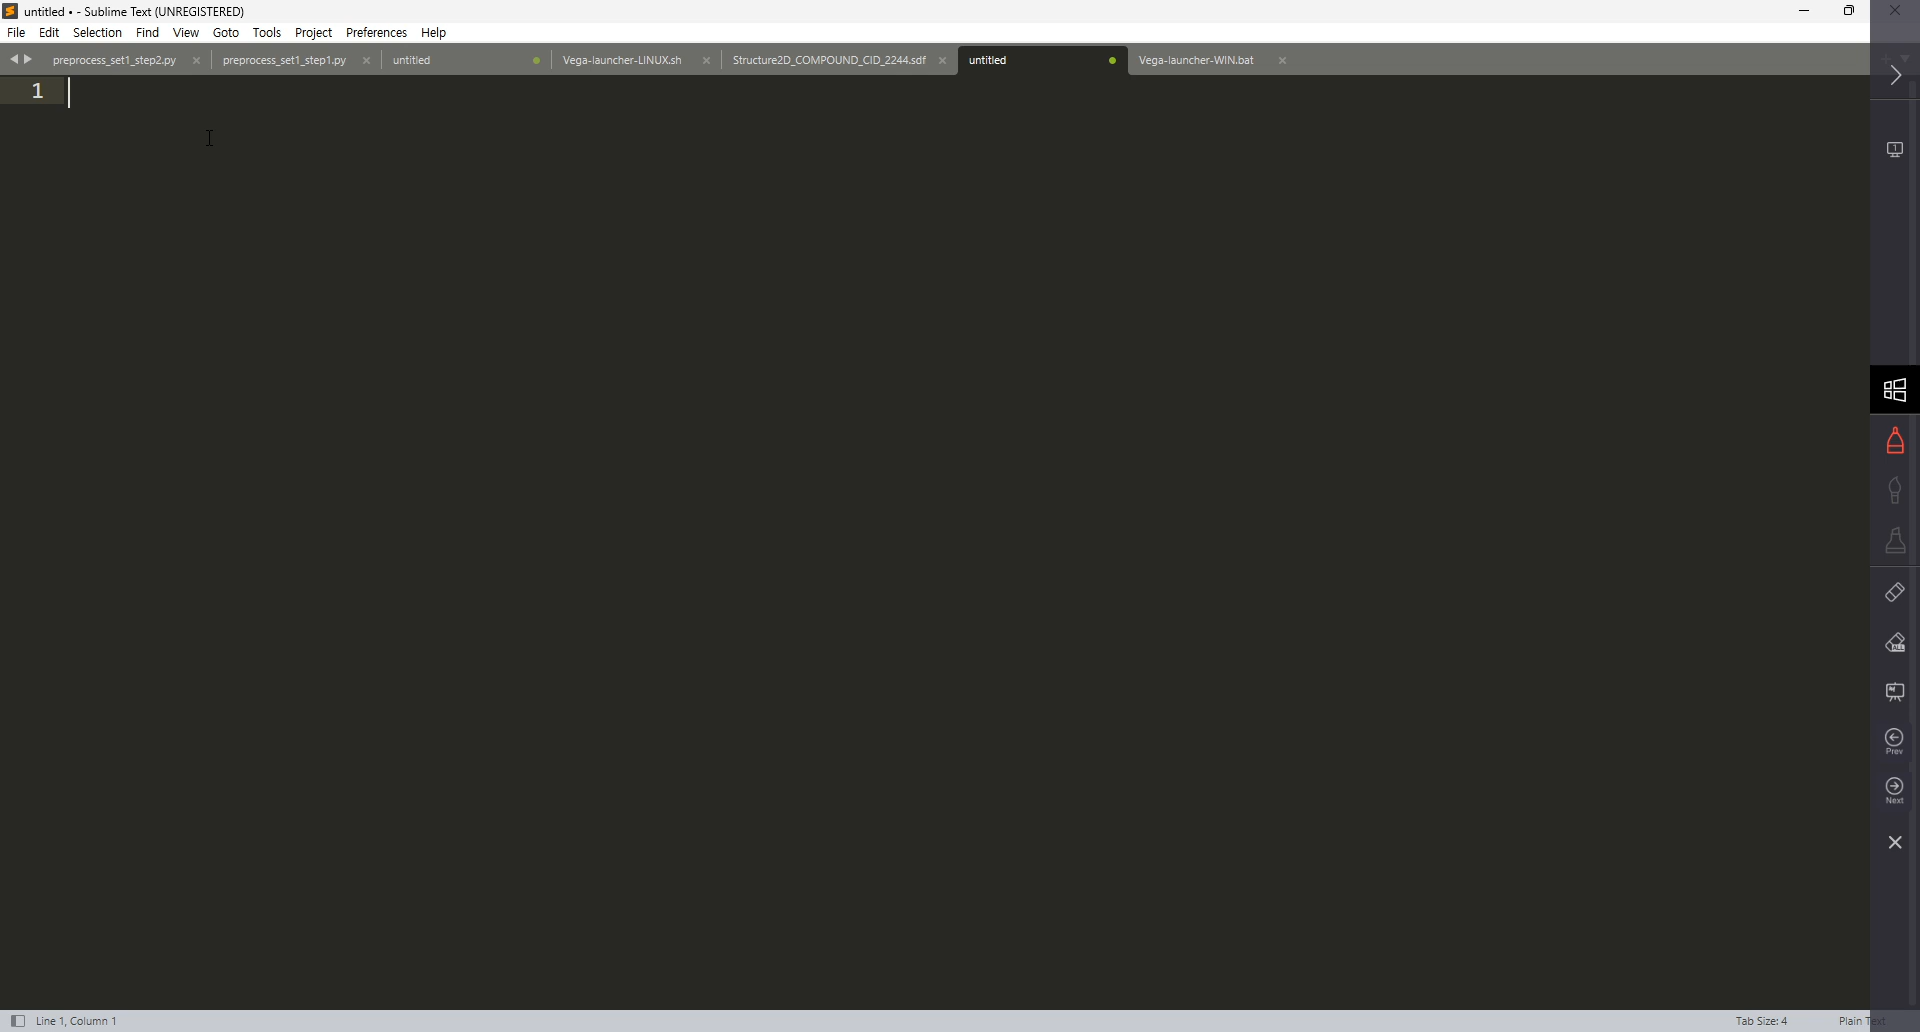 untitled • - Sublime Text (UNREGISTERED)
File Edit Selection Find View Goto Tools Project Preferences Help
preprocess_set1_step2.py preprocess_set1_step1.py untitled Vega-launcher-LINUX.sh Structure2D_COMPOUND_CID_2244.sdf untitled Vega-launcher-WIN.bat
1
1
ALL
Prev
Next
Line 1, Column 1 Tab Size: 4 Plain Text